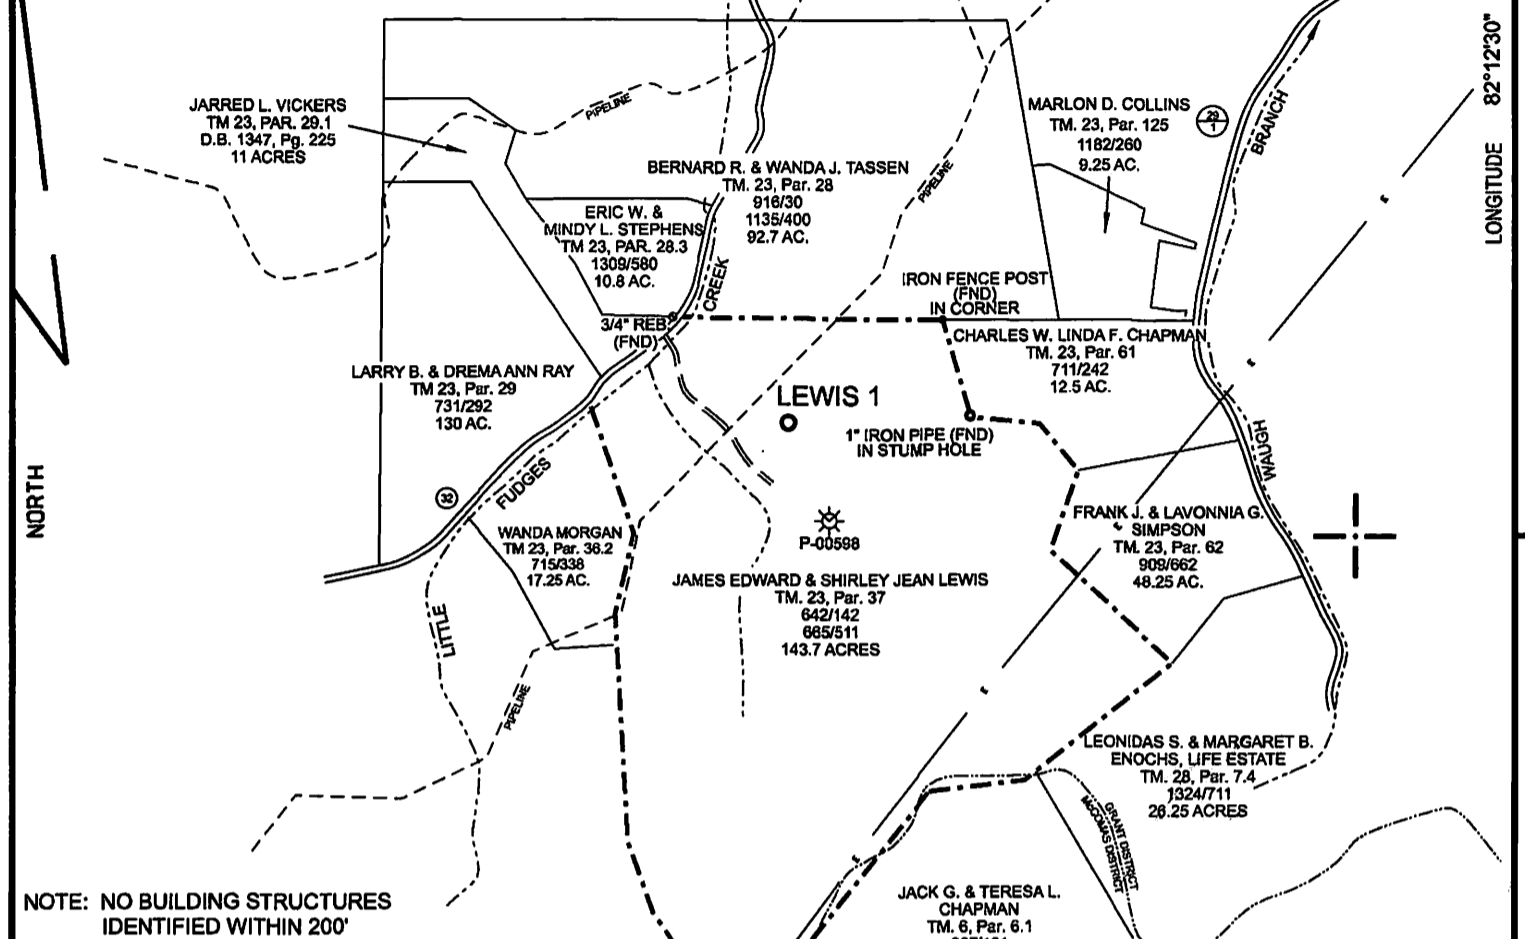 LONGITUDE 82°12'30"
JARRED L. VICKERS
TM 23, PAR. 29.1
D.B. 1347, Pg. 225
11 ACRES
PIPELINE
BERNARD R. & WANDA J. TASSEN
TM. 23, Par. 28
916/30
1135/400
92.7 AC.
PIPELINE
MARLON D. COLLINS
TM. 23, Par. 125
1182/260
9.25 AC.
29
1
BRANCH
ERIC W. &
MINDY L. STEPHENS
TM 23, PAR. 28.3
1309/580
10.8 AC.
CREEK
IRON FENCE POST
(FND)
IN CORNER
3/4" REB
(FND)
CHARLES W. LINDA F. CHAPMAN
TM. 23, Par. 61
711/242
12.5 AC.
LARRY B. & DREMA ANN RAY
TM 23, Par. 29
731/292
130 AC.
LEWIS 1
1" IRON PIPE (FND)
IN STUMP HOLE
WAUGH
NORTH
32
FUDGES
WANDA MORGAN
TM 23, Par. 36.2
715/338
17.25 AC.
P-00598
FRANK J. & LAVONNIA G.
SIMPSON
TM. 23, Par. 62
909/662
48.25 AC.
JAMES EDWARD & SHIRLEY JEAN LEWIS
TM. 23, Par. 37
642/142
665/511
143.7 ACRES
LITTLE
PIPELINE
E
E
E
E
E
LEONIDAS S. & MARGARET B.
ENOCHS, LIFE ESTATE
TM. 28, Par. 7.4
1324/711
26.25 ACRES
GRANT DISTRICT
McCOMAS DISTRICT
JACK G. & TERESA L.
CHAPMAN
TM. 6, Par. 6.1
NOTE: NO BUILDING STRUCTURES
IDENTIFIED WITHIN 200'